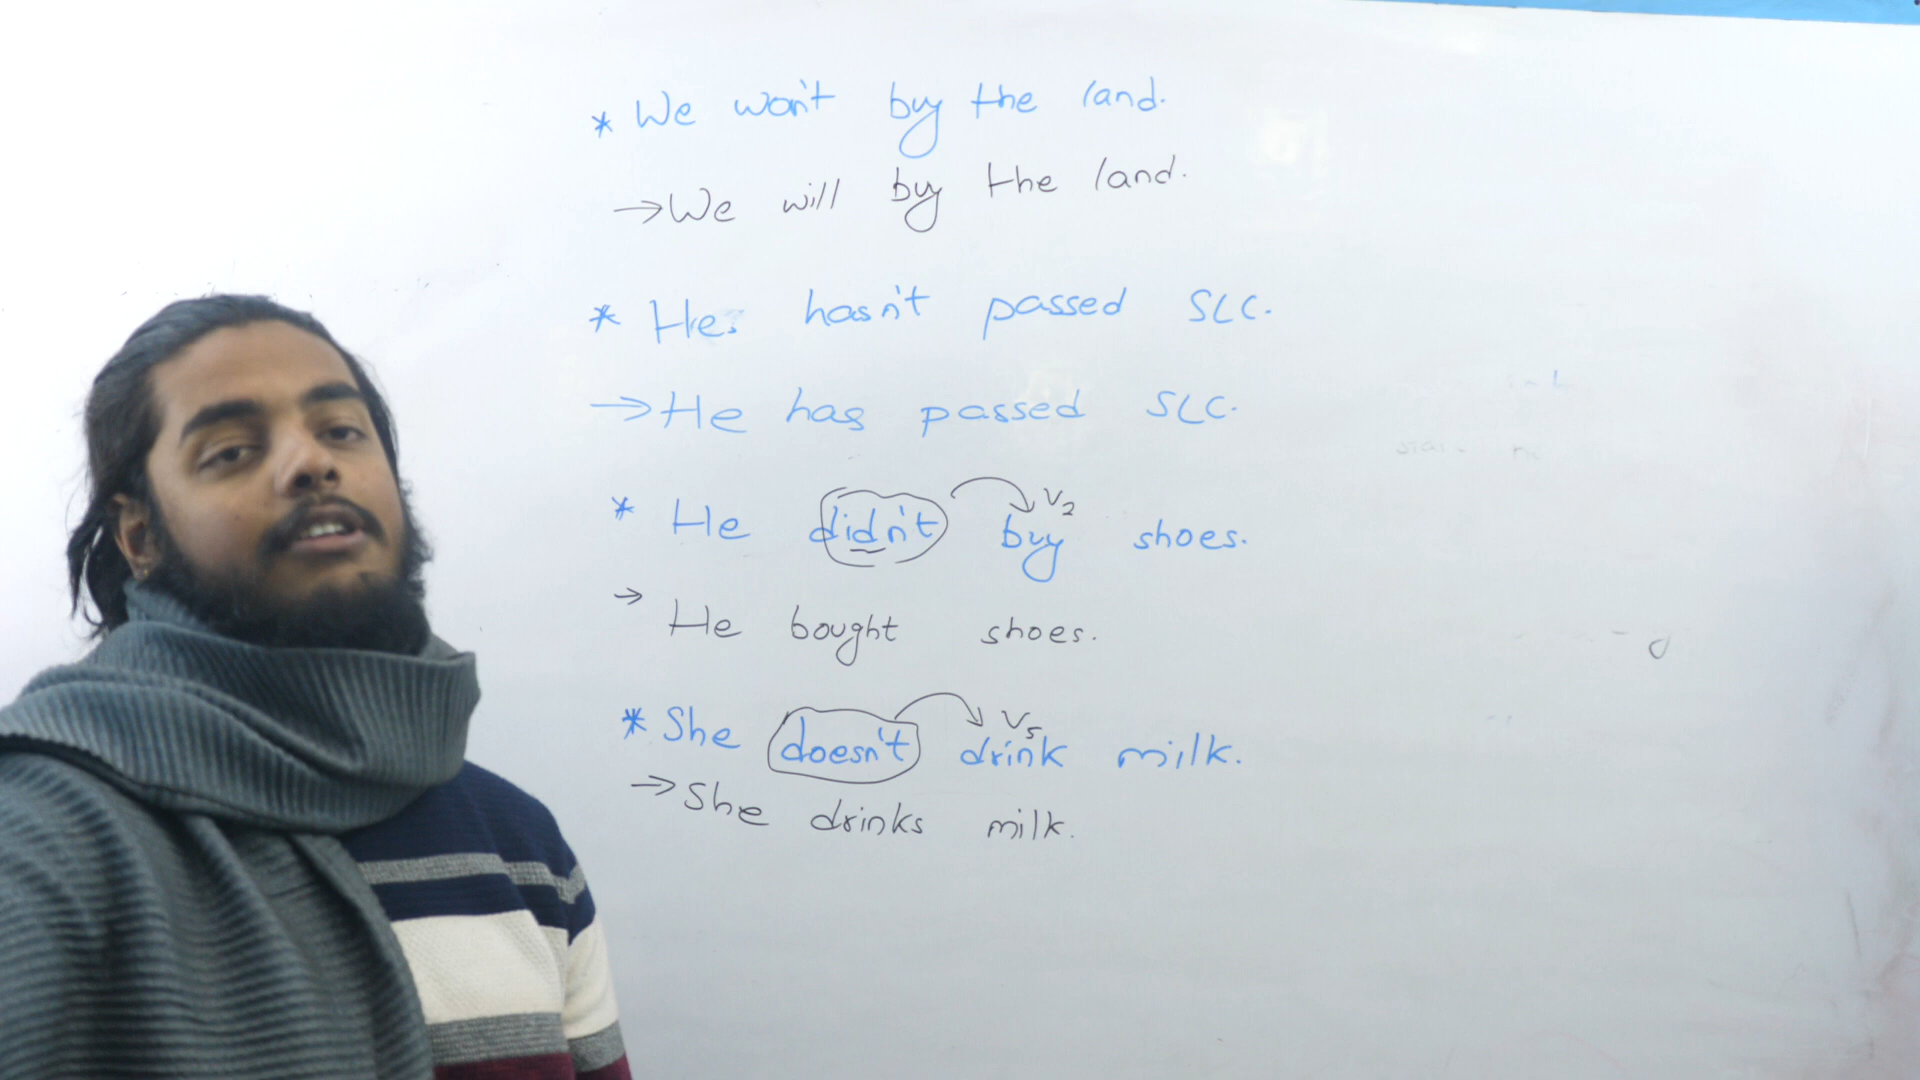 * We won't buy the land.
→ We will buy the land.
* He. hasn't passed SLC.
→ He has passed SLC.
* He didn't buy V2 shoes.
→ He bought shoes.
* She doesn't drink V5 milk.
→ She drinks milk.